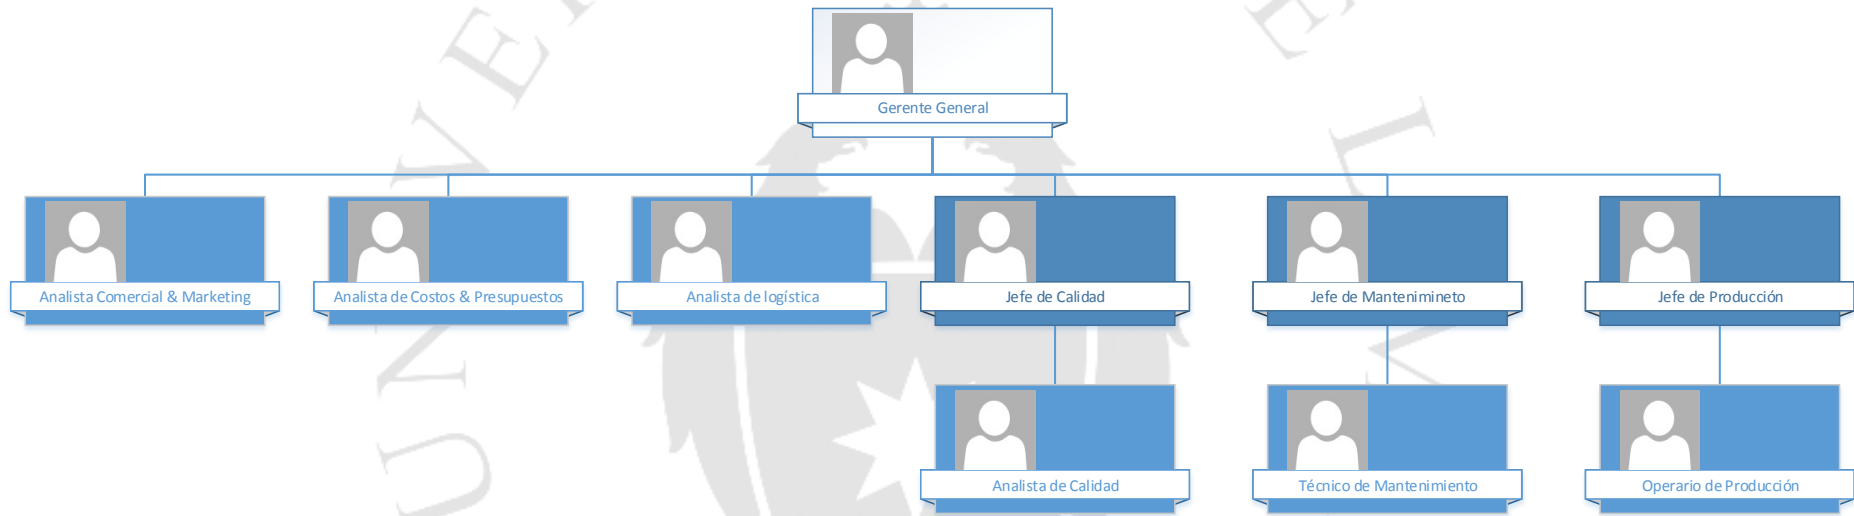 Gerente General
Analista Comercial & Marketing
Analista de Costos & Presupuestos
Analista de logística
Jefe de Calidad
Jefe de Mantenimineto
Jefe de Producción
Analista de Calidad
Técnico de Mantenimiento
Operario de Producción